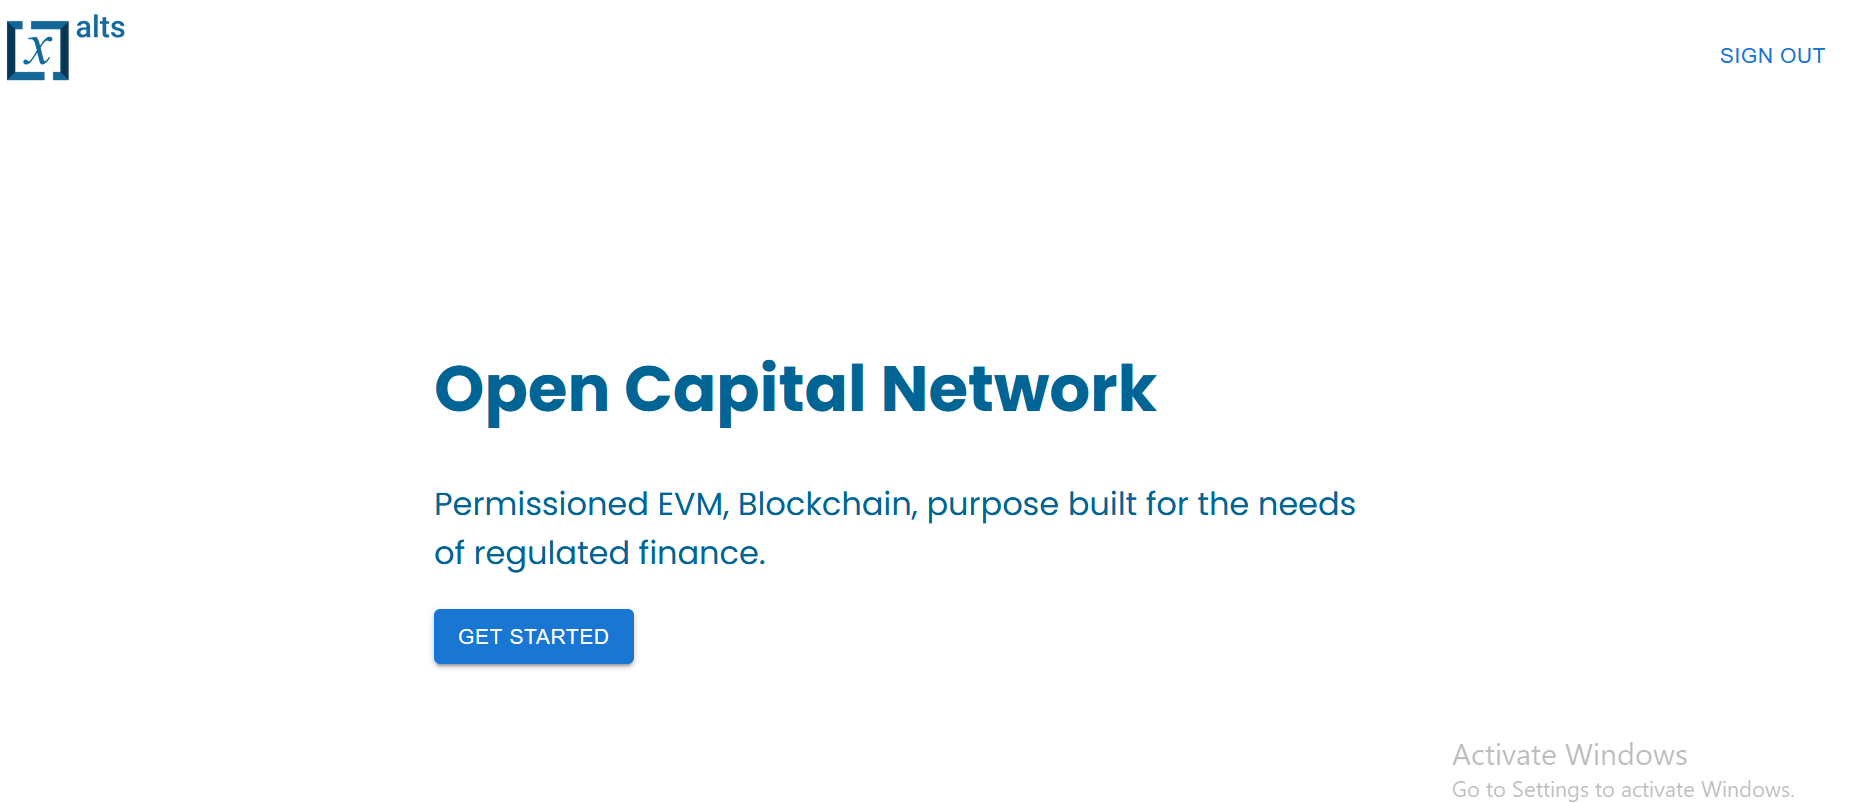 [x] alts
SIGN OUT
Open Capital Network
Permissioned EVM, Blockchain, purpose built for the needs
of regulated finance.
GET STARTED
Activate Windows
Go to Settings to activate Windows.